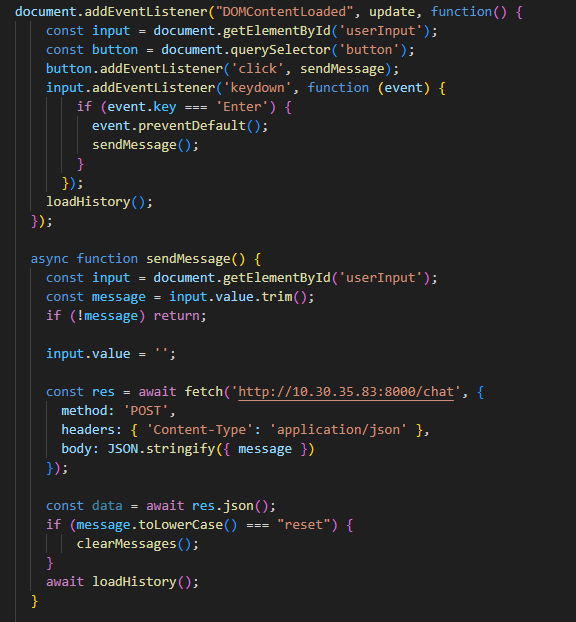 document.addEventListener("DOMContentLoaded", update, function() {
    const input = document.getElementById('userInput');
    const button = document.querySelector('button');
    button.addEventListener('click', sendMessage);
    input.addEventListener('keydown', function (event) {
        if (event.key === 'Enter') {
          event.preventDefault();
          sendMessage();
        }
      });
    loadHistory();
  });

  async function sendMessage() {
    const input = document.getElementById('userInput');
    const message = input.value.trim();
    if (!message) return;

    input.value = '';

    const res = await fetch('http://10.30.35.83:8000/chat', {
      method: 'POST',
      headers: { 'Content-Type': 'application/json' },
      body: JSON.stringify({ message })
    });

    const data = await res.json();
    if (message.toLowerCase() === "reset") {
        clearMessages();
    }
    await loadHistory();
  }